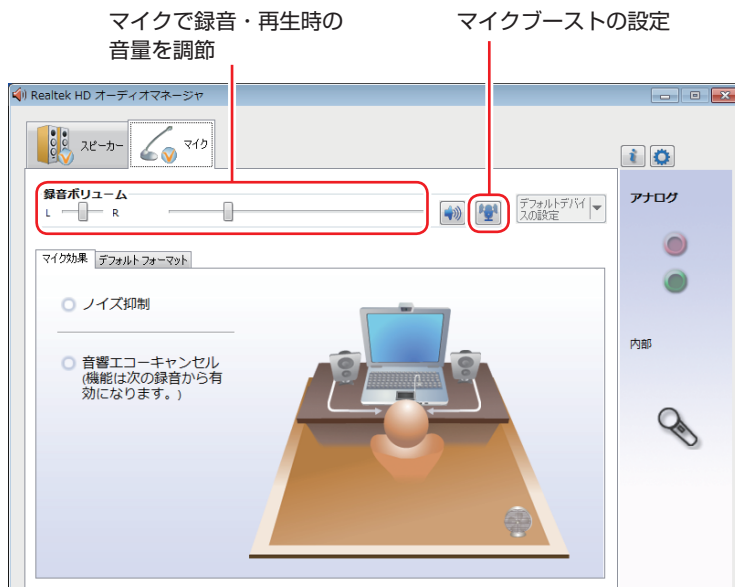 マイクで録音・再生時の
音量を調節
マイクブーストの設定
Realtek HD オーディオマネージャ
スピーカー
マイク
録音ボリューム
L
R
デフォルトデバイ
スの設定
アナログ
マイク効果
デフォルトフォーマット
ノイズ抑制
音響エコーキャンセル
(機能は次の録音から有
効になります。)
内部